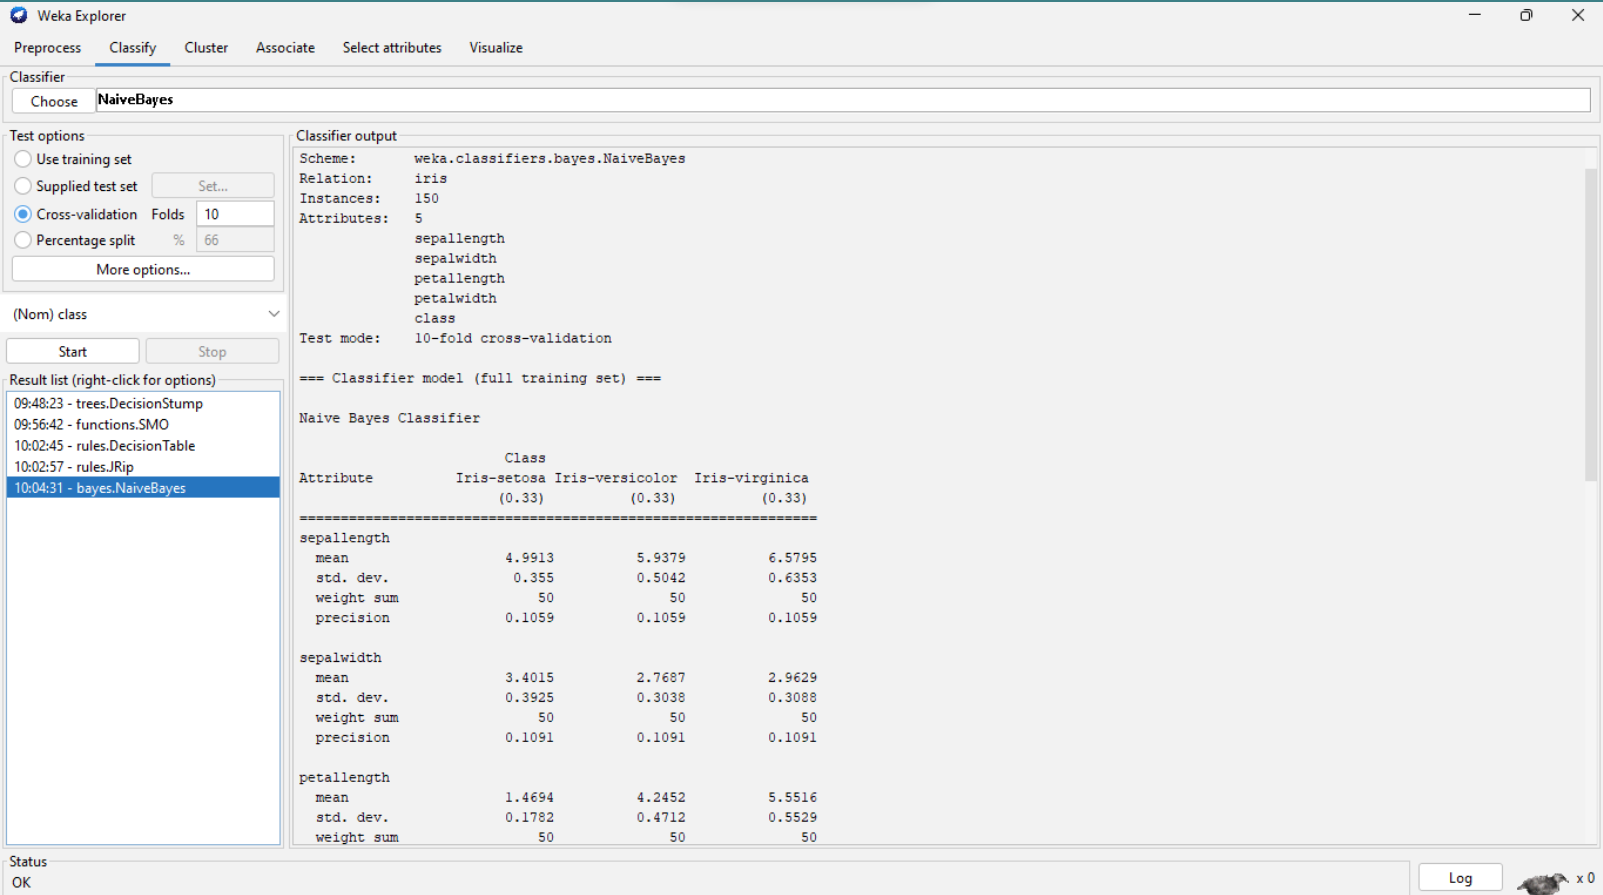 Weka Explorer
Preprocess Classify Cluster Associate Select attributes Visualize
Classifier
Choose NaiveBayes
Test options
Use training set
Supplied test set Set...
Cross-validation Folds 10
Percentage split % 66
More options...
(Nom) class
Start Stop
Result list (right-click for options)
09:48:23 - trees.DecisionStump
09:56:42 - functions.SMO
10:02:45 - rules.DecisionTable
10:02:57 - rules.JRip
10:04:31 - bayes.NaiveBayes
Classifier output
Scheme: weka.classifiers.bayes.NaiveBayes
Relation: iris
Instances: 150
Attributes: 5
sepallength
sepalwidth
petallength
petalwidth
class
Test mode: 10-fold cross-validation
=== Classifier model (full training set) ===
Naive Bayes Classifier
Class
Attribute Iris-setosa Iris-versicolor Iris-virginica
(0.33) (0.33) (0.33)
===============================================================
sepallength
mean 4.9913 5.9379 6.5795
std. dev. 0.355 0.5042 0.6353
weight sum 50 50 50
precision 0.1059 0.1059 0.1059
sepalwidth
mean 3.4015 2.7687 2.9629
std. dev. 0.3925 0.3038 0.3088
weight sum 50 50 50
precision 0.1091 0.1091 0.1091
petallength
mean 1.4694 4.2452 5.5516
std. dev. 0.1782 0.4712 0.5529
weight sum 50 50 50
Status
OK
Log x 0